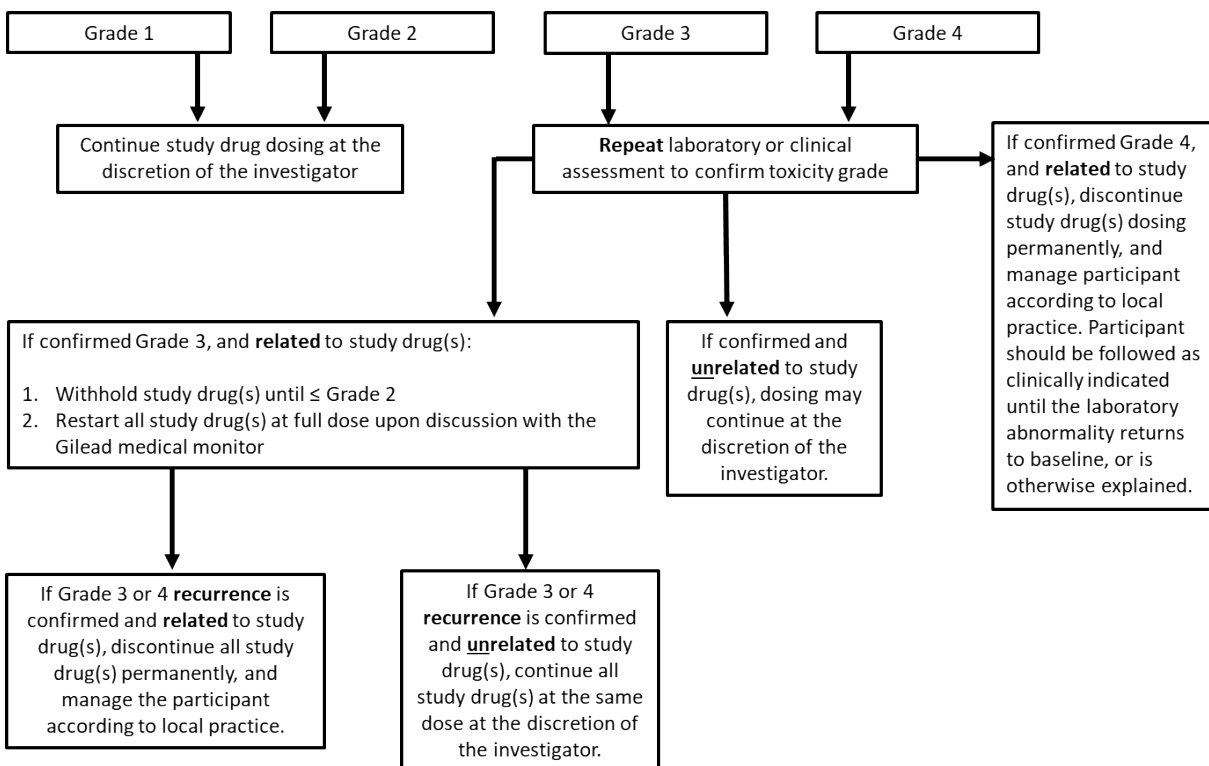 Grade 1
Grade 2
Grade 3
Grade 4
Continue study drug dosing at the
discretion of the investigator
Repeat laboratory or clinical
assessment to confirm toxicity grade
If confirmed Grade 4,
and related to study
drug(s), discontinue
study drug(s) dosing
permanently, and
manage participant
according to local
practice. Participant
should be followed as
clinically indicated
until the laboratory
abnormality returns
to baseline, or is
otherwise explained.
If confirmed Grade 3, and related to study drug(s):
1. Withhold study drug(s) until ≤ Grade 2
2. Restart all study drug(s) at full dose upon discussion with the
Gilead medical monitor
If confirmed and
unrelated to study
drug(s), dosing may
continue at the
discretion of the
investigator.
If Grade 3 or 4 recurrence is
confirmed and related to study
drug(s), discontinue all study
drug(s) permanently, and
manage the participant
according to local practice.
If Grade 3 or 4
recurrence is confirmed
and unrelated to study
drug(s), continue all
study drug(s) at the same
dose at the discretion of
the investigator.